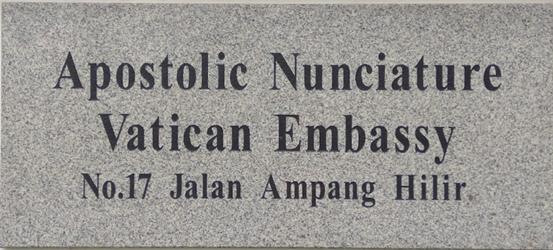 Apostolic Nunciature
Vatican Embassy
No.17 Jalan Ampang Hilir